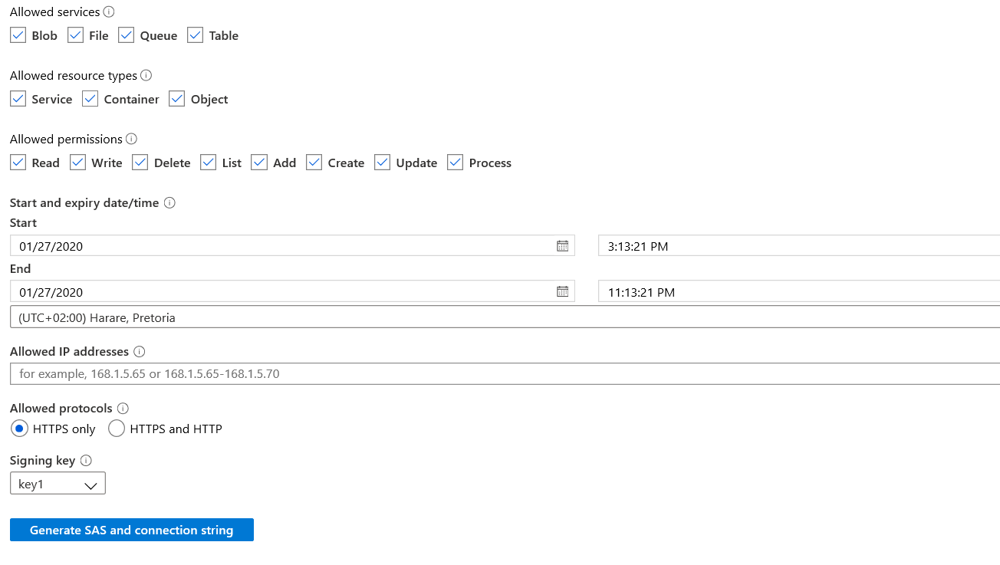 Allowed services
Blob File Queue Table
Allowed resource types
Service Container Object
Allowed permissions
Read Write Delete List Add Create Update Process
Start and expiry date/time
Start
01/27/2020 3:13:21 PM
End
01/27/2020 11:13:21 PM
(UTC+02:00) Harare, Pretoria
Allowed IP addresses
for example, 168.1.5.65 or 168.1.5.65-168.1.5.70
Allowed protocols
HTTPS only HTTPS and HTTP
Signing key
key1
Generate SAS and connection string